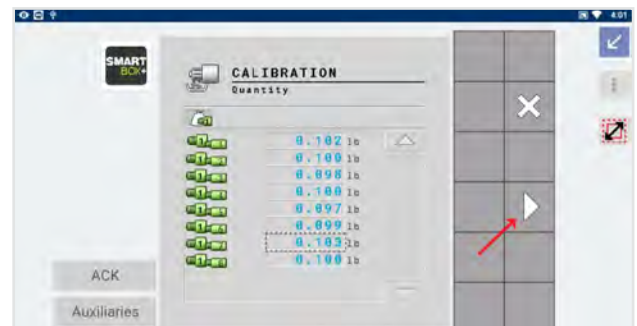 4:01
SMART
BOX+
CALIBRATION
Quantity
0.102 lb
0.100 lb
0.098 lb
0.100 lb
0.097 lb
0.099 lb
0.103 lb
0.100 lb
ACK
Auxiliaries